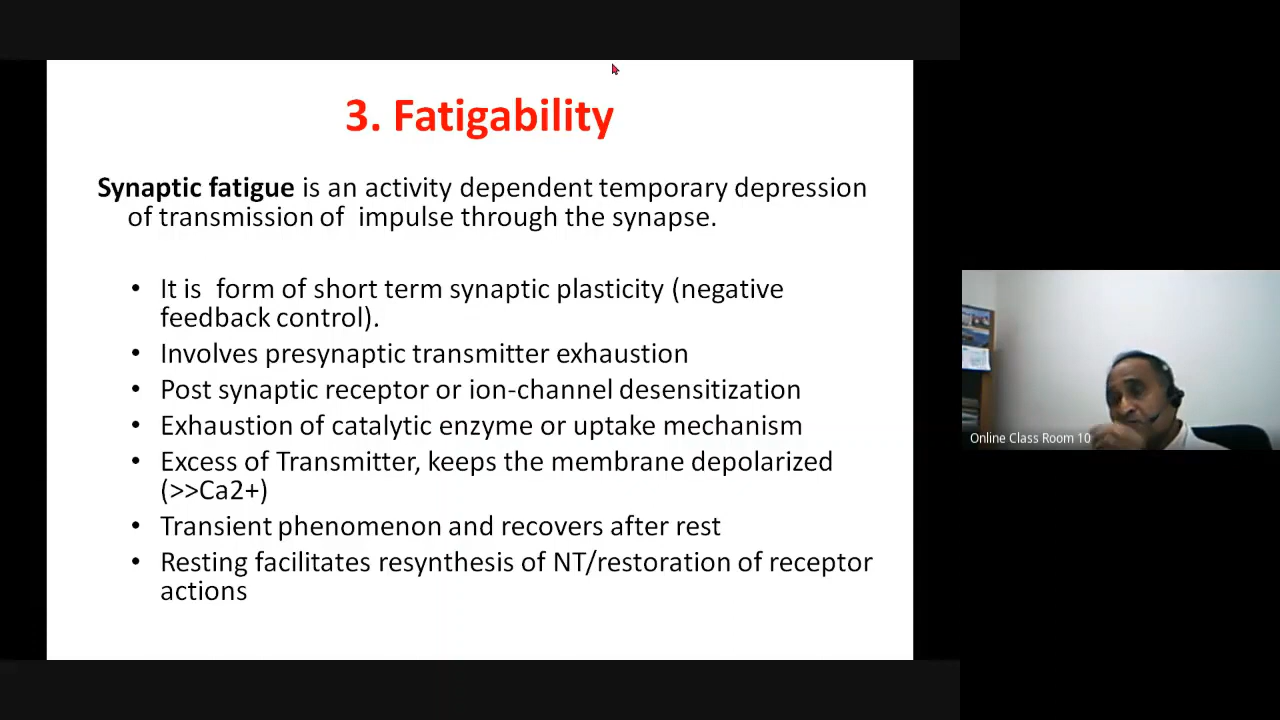 3. Fatigability
Synaptic fatigue is an activity dependent temporary depression
of transmission of  impulse through the synapse.
• It is  form of short term synaptic plasticity (negative
feedback control).
• Involves presynaptic transmitter exhaustion
• Post synaptic receptor or ion-channel desensitization
• Exhaustion of catalytic enzyme or uptake mechanism
• Excess of Transmitter, keeps the membrane depolarized
(>>Ca2+)
• Transient phenomenon and recovers after rest
• Resting facilitates resynthesis of NT/restoration of receptor
actions
Online Class Room 10